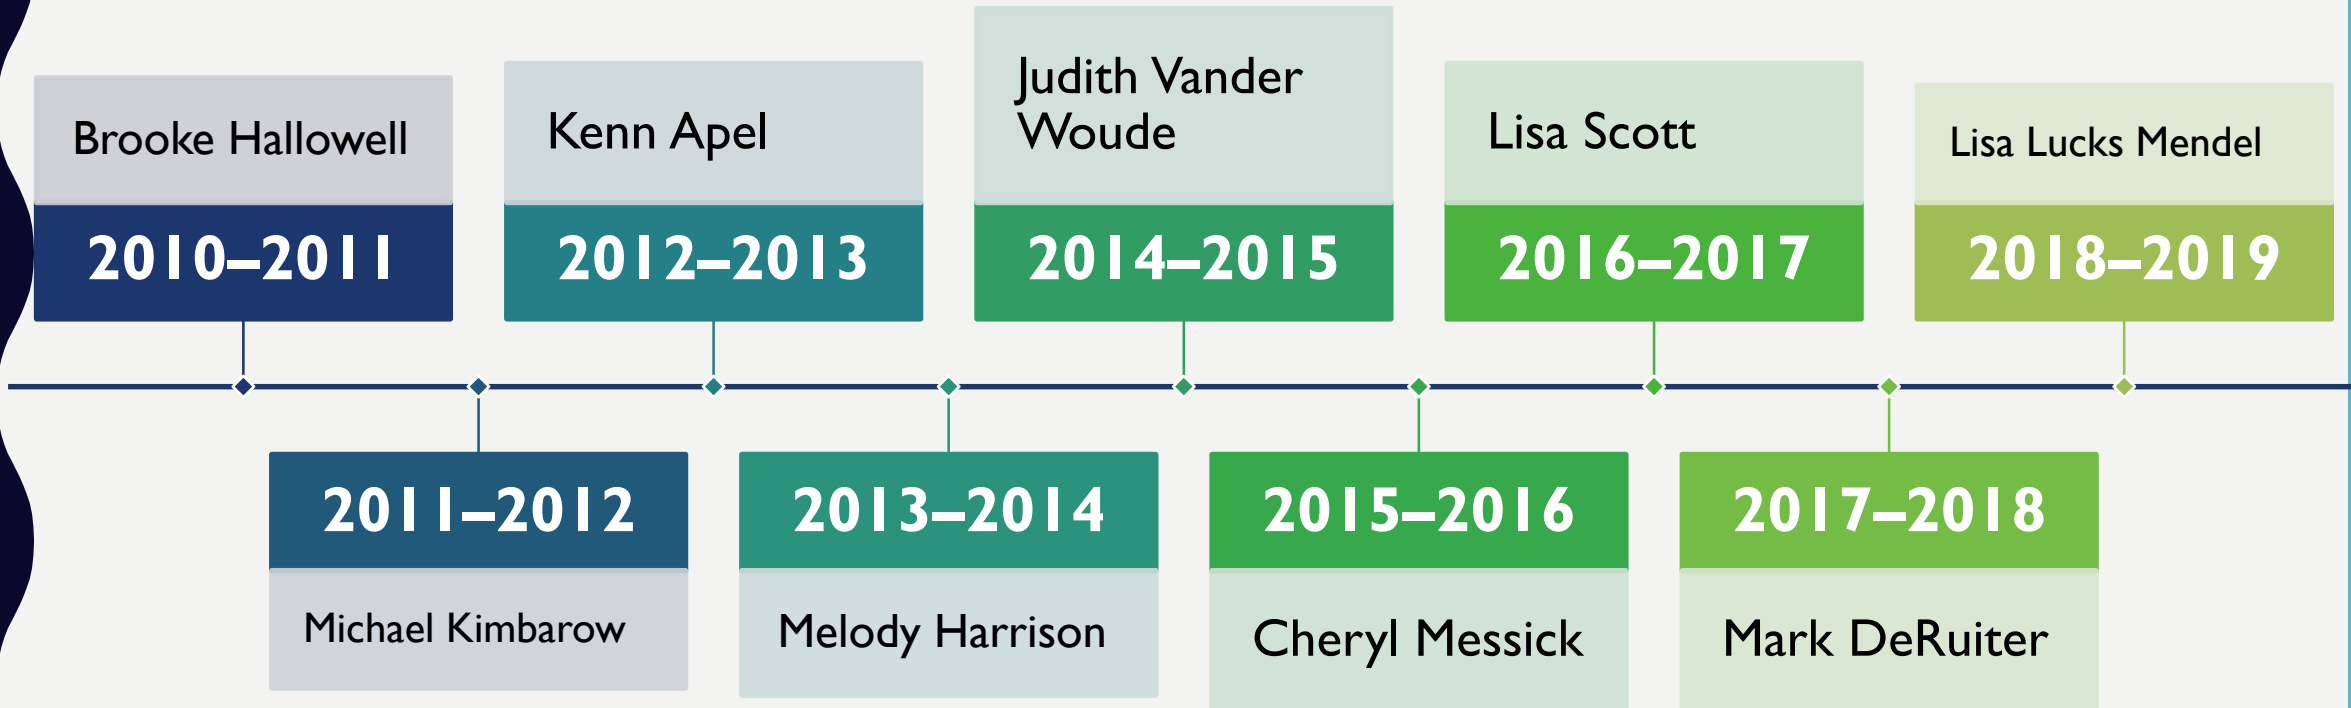 Brooke Hallowell
2010–2011
Kenn Apel
2012–2013
Judith Vander
Woude
2014–2015
Lisa Scott
2016–2017
Lisa Lucks Mendel
2018–2019
2011–2012
Michael Kimbarow
2013–2014
Melody Harrison
2015–2016
Cheryl Messick
2017–2018
Mark DeRuiter